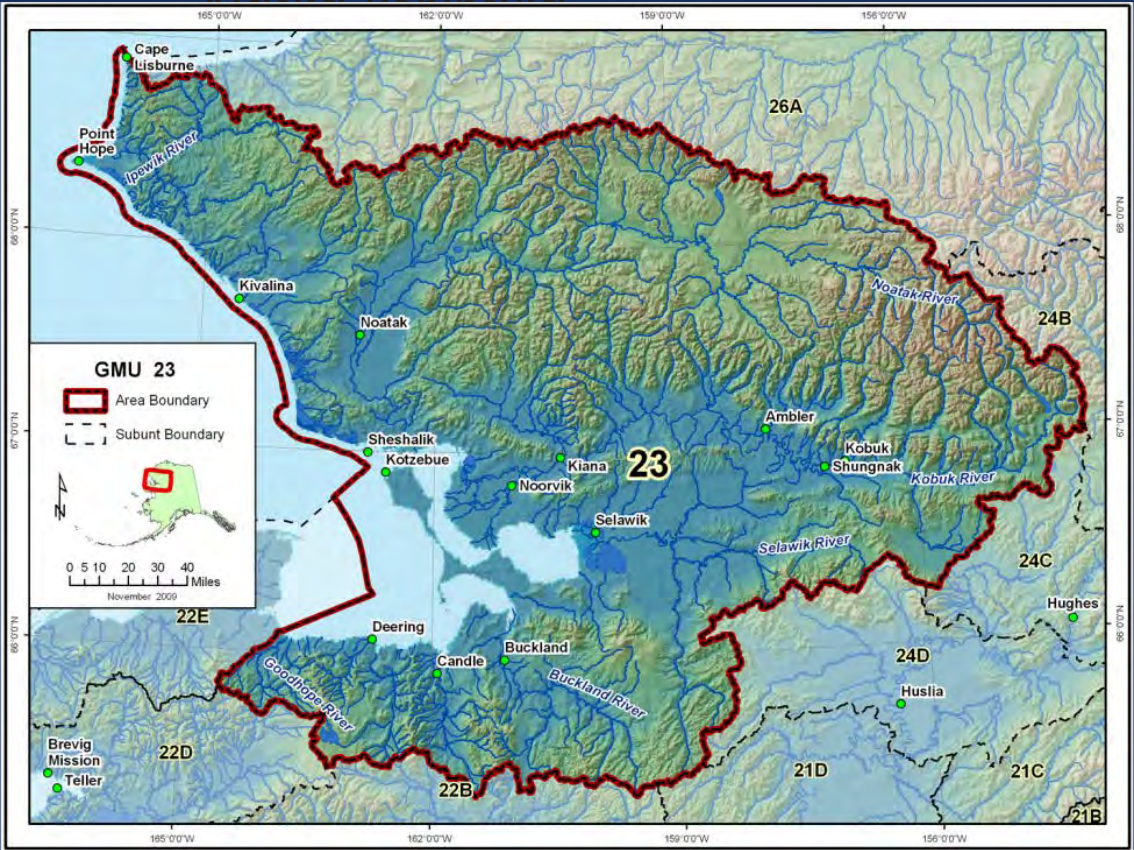 165°0'0"W
162°0'0"W
159°0'0"W
156°0'0"W
Cape
Lisburne
26A
Point
Hope
Ipewik River
68°0'0"N
68°0'0"N
Kivalina
Noatak River
24B
Noatak
GMU 23
Area Boundary
Subunt Boundary
N
0 5 10 20 30 40
Miles
November 2009
67°0'0"N
67°0'0"N
Ambler
Sheshalik
Kotzebue
Kiana
23
Kobuk
Shungnak
Kobuk River
Noorvik
Selawik
Selawik River
24C
22E
Hughes
66°0'0"N
66°0'0"N
Deering
Candle
Buckland
24D
Goodhope River
Buckland River
Huslia
Brevig
Mission
22D
Teller
22B
21D
21C
21B
165°0'0"W
162°0'0"W
159°0'0"W
156°0'0"W